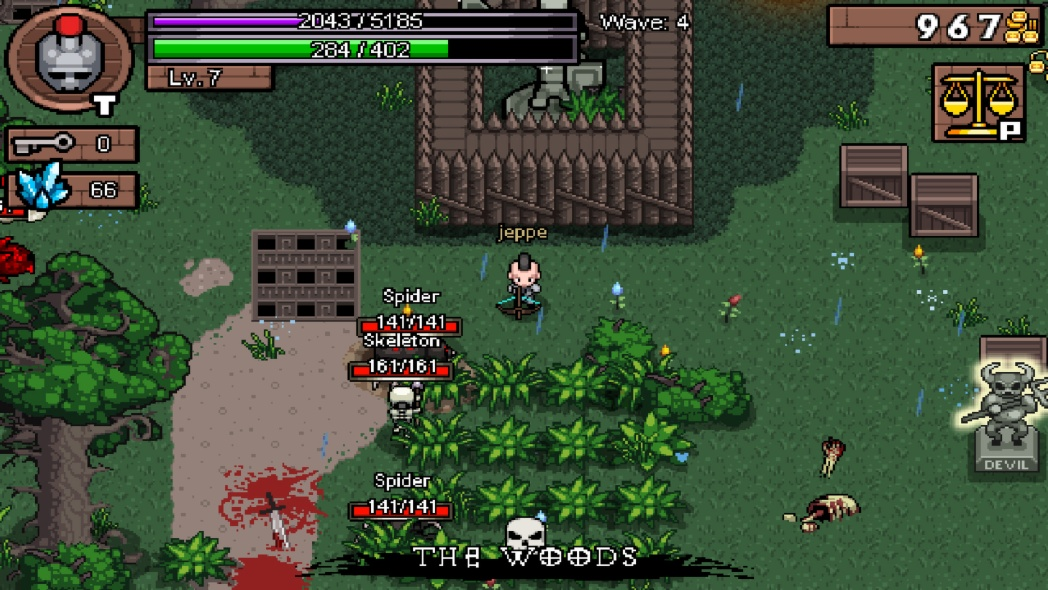 2043/5185
Wave: 4
967
284/402
Lv.7
T
P
0
66
jeppe
Spider
141/141
Skeleton
161/161
DEVIL
Spider
141/141
THE WOODS